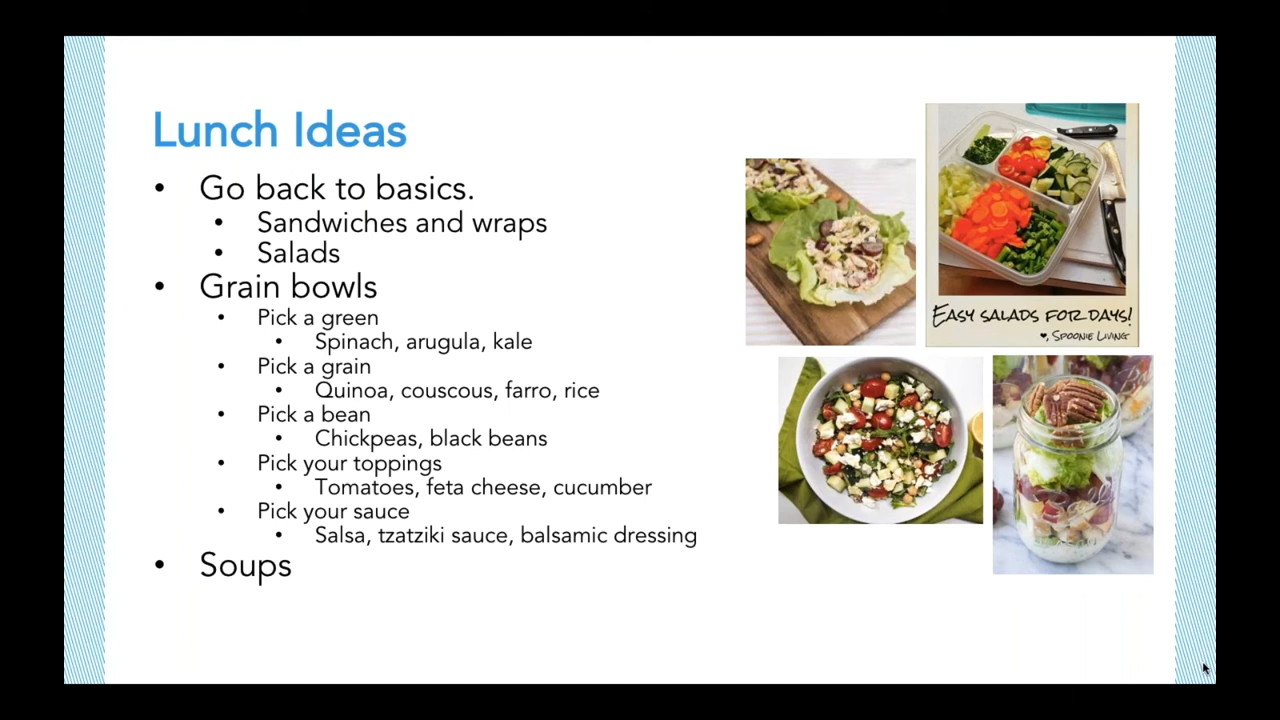 Lunch Ideas
• Go back to basics.
• Sandwiches and wraps
• Salads
• Grain bowls
• Pick a green
• Spinach, arugula, kale
• Pick a grain
• Quinoa, couscous, farro, rice
• Pick a bean
• Chickpeas, black beans
• Pick your toppings
• Tomatoes, feta cheese, cucumber
• Pick your sauce
• Salsa, tzatziki sauce, balsamic dressing
• Soups
EASY SALADS FOR DAYS!
♥, SPOONIE LIVING